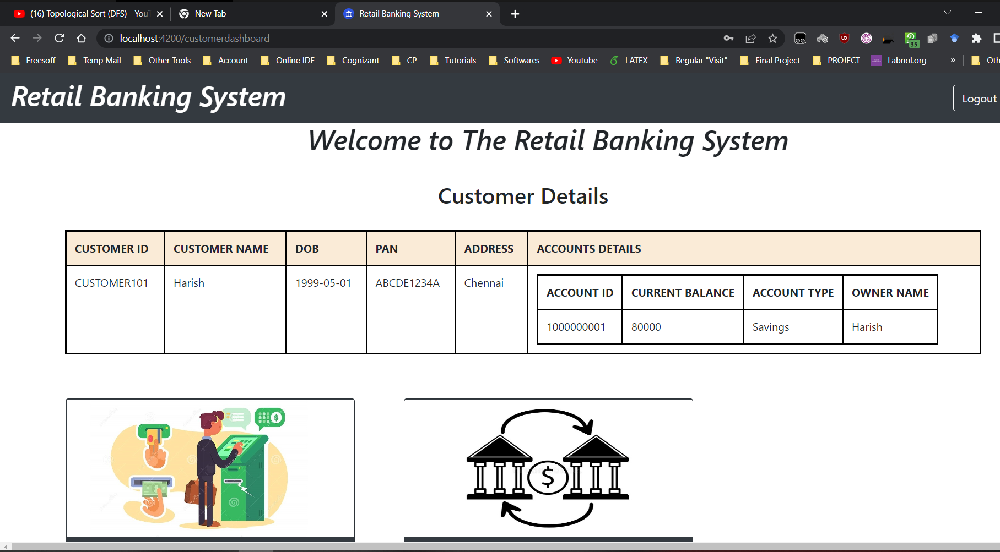 (16) Topological Sort (DFS) - You
New Tab
Retail Banking System
localhost:4200/customerdashboard
35
Freesoff Temp Mail Other Tools Account Online IDE Cognizant CP Tutorials Softwares Youtube LATEX Regular "Visit" Final Project PROJECT Labnol.org » Oth
Retail Banking System
Logout
Welcome to The Retail Banking System
Customer Details
CUSTOMER ID CUSTOMER NAME DOB PAN ADDRESS ACCOUNTS DETAILS
CUSTOMER101 Harish 1999-05-01 ABCDE1234A Chennai
ACCOUNT ID CURRENT BALANCE ACCOUNT TYPE OWNER NAME
1000000001 80000 Savings Harish
$
$